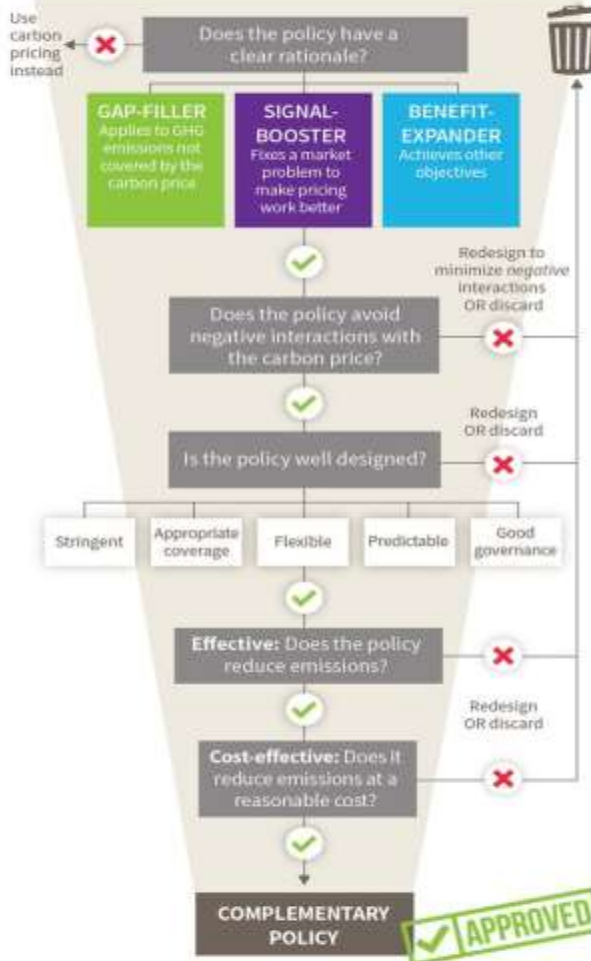 Use
carbon
pricing
instead
Does the policy have a
clear rationale?
GAP-FILLER
Applies to GHG
emissions not
covered by the
carbon price
SIGNAL-
BOOSTER
Fixes a market
problem to
make pricing
work better
BENEFIT-
EXPANDER
Achieves other
objectives
Redesign to
minimize negative
interactions
OR discard
Does the policy avoid
negative interactions with
the carbon price?
Redesign
OR discard
Is the policy well designed?
Stringent
Appropriate
coverage
Flexible
Predictable
Good
governance
Effective: Does the policy
reduce emissions?
Redesign
OR discard
Cost-effective: Does it
reduce emissions at a
reasonable cost?
COMPLEMENTARY
POLICY
APPROVED